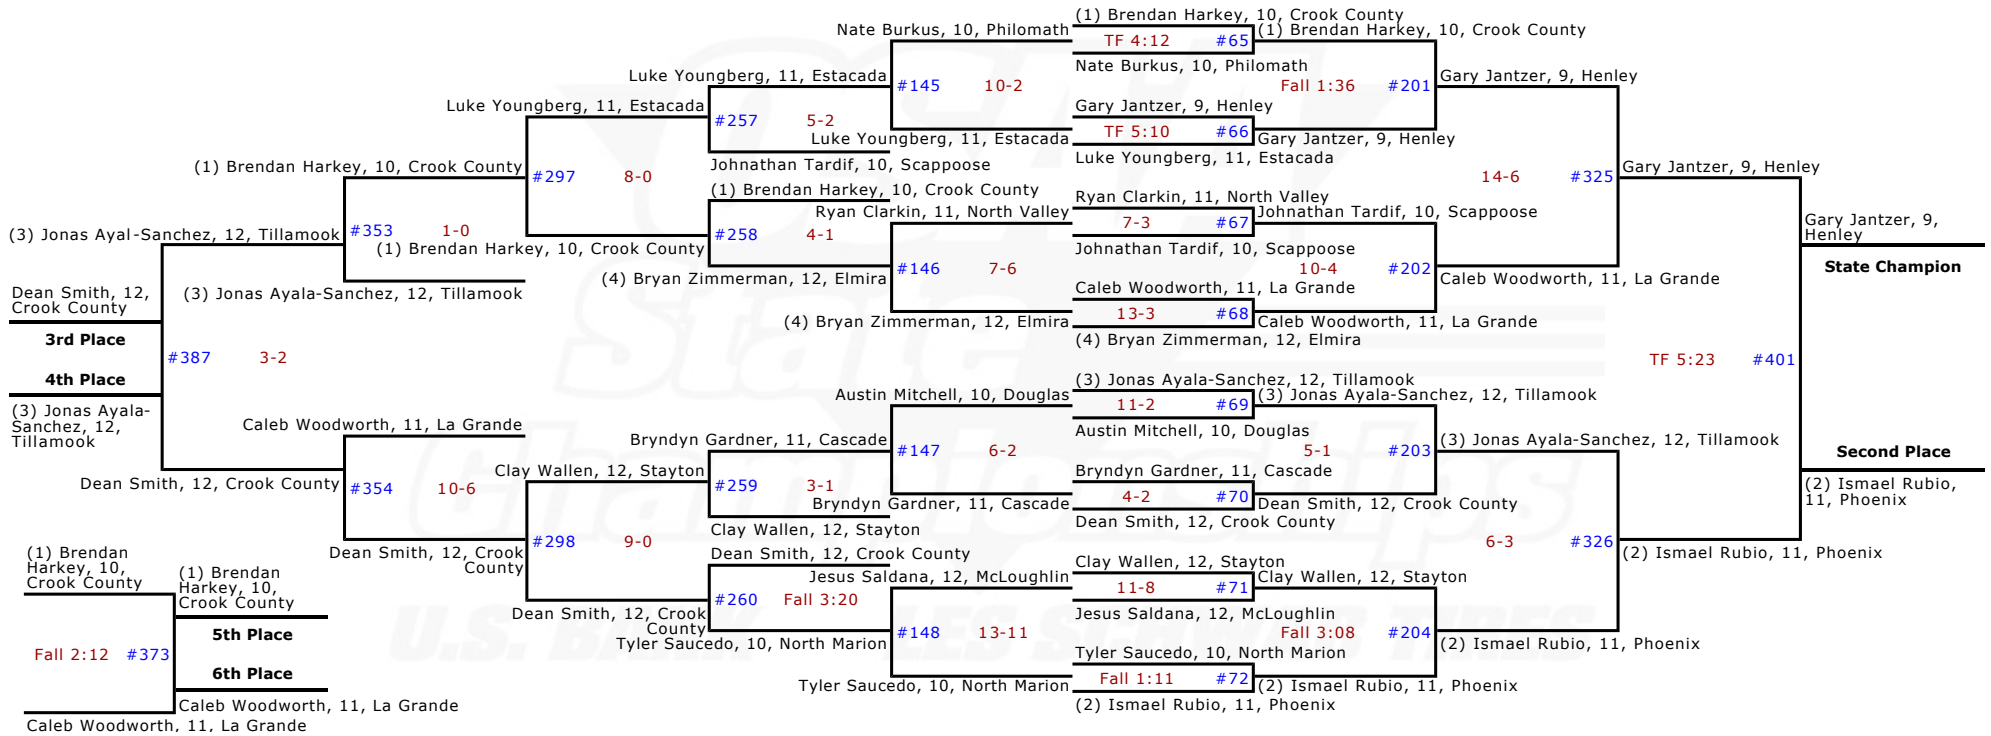 (1) Brendan Harkey, 10, Crook County
Nate Burkus, 10, Philomath
(1) Brendan Harkey, 10, Crook County
TF 4:12 #65
Nate Burkus, 10, Philomath
Luke Youngberg, 11, Estacada
Gary Jantzer, 9, Henley
#145 10-2
Fall 1:36 #201
Luke Youngberg, 11, Estacada
Gary Jantzer, 9, Henley
#257 5-2
TF 5:10 #66
Luke Youngberg, 11, Estacada
Gary Jantzer, 9, Henley
Luke Youngberg, 11, Estacada
Johnathan Tardif, 10, Scappoose
(1) Brendan Harkey, 10, Crook County
Gary Jantzer, 9, Henley
#297 8-0
14-6 #325
(1) Brendan Harkey, 10, Crook County
Ryan Clarkin, 11, North Valley
Ryan Clarkin, 11, North Valley
Johnathan Tardif, 10, Scappoose
7-3 #67
(3) Jonas Ayal-Sanchez, 12, Tillamook
#353 1-0
#258 4-1
Gary Jantzer, 9,
Henley
(1) Brendan Harkey, 10, Crook County
Johnathan Tardif, 10, Scappoose
State Champion
#146 7-6
10-4 #202
(4) Bryan Zimmerman, 12, Elmira
Caleb Woodworth, 11, La Grande
Dean Smith, 12,
Crook County
(3) Jonas Ayala-Sanchez, 12, Tillamook
Caleb Woodworth, 11, La Grande
13-3 #68
(4) Bryan Zimmerman, 12, Elmira
Caleb Woodworth, 11, La Grande
3rd Place
(4) Bryan Zimmerman, 12, Elmira
#387 3-2
TF 5:23 #401
4th Place
(3) Jonas Ayala-Sanchez, 12, Tillamook
Austin Mitchell, 10, Douglas
(3) Jonas Ayala-Sanchez, 12, Tillamook
11-2 #69
(3) Jonas Ayala-
Sanchez, 12,
Tillamook
Caleb Woodworth, 11, La Grande
Austin Mitchell, 10, Douglas
Bryndyn Gardner, 11, Cascade
(3) Jonas Ayala-Sanchez, 12, Tillamook
#147 6-2
5-1 #203
Second Place
Clay Wallen, 12, Stayton
Bryndyn Gardner, 11, Cascade
Dean Smith, 12, Crook County
#354 10-6
#259 3-1
4-2 #70
(2) Ismael Rubio,
11, Phoenix
Bryndyn Gardner, 11, Cascade
Dean Smith, 12, Crook County
Dean Smith, 12, Crook County
Clay Wallen, 12, Stayton
#298 9-0
6-3 #326
Dean Smith, 12, Crook
County
Dean Smith, 12, Crook County
(2) Ismael Rubio, 11, Phoenix
(1) Brendan
Harkey, 10,
Crook County
Clay Wallen, 12, Stayton
Jesus Saldana, 12, McLoughlin
Clay Wallen, 12, Stayton
11-8 #71
(1) Brendan
Harkey, 10,
Crook County
#260 Fall 3:20
Dean Smith, 12, Crook
County
Jesus Saldana, 12, McLoughlin
5th Place
#148 13-11
Fall 3:08 #204
Tyler Saucedo, 10, North Marion
(2) Ismael Rubio, 11, Phoenix
Fall 2:12 #373
Tyler Saucedo, 10, North Marion
6th Place
Fall 1:11 #72
Tyler Saucedo, 10, North Marion
(2) Ismael Rubio, 11, Phoenix
Caleb Woodworth, 11, La Grande
(2) Ismael Rubio, 11, Phoenix
Caleb Woodworth, 11, La Grande
OSAA
State
Championships